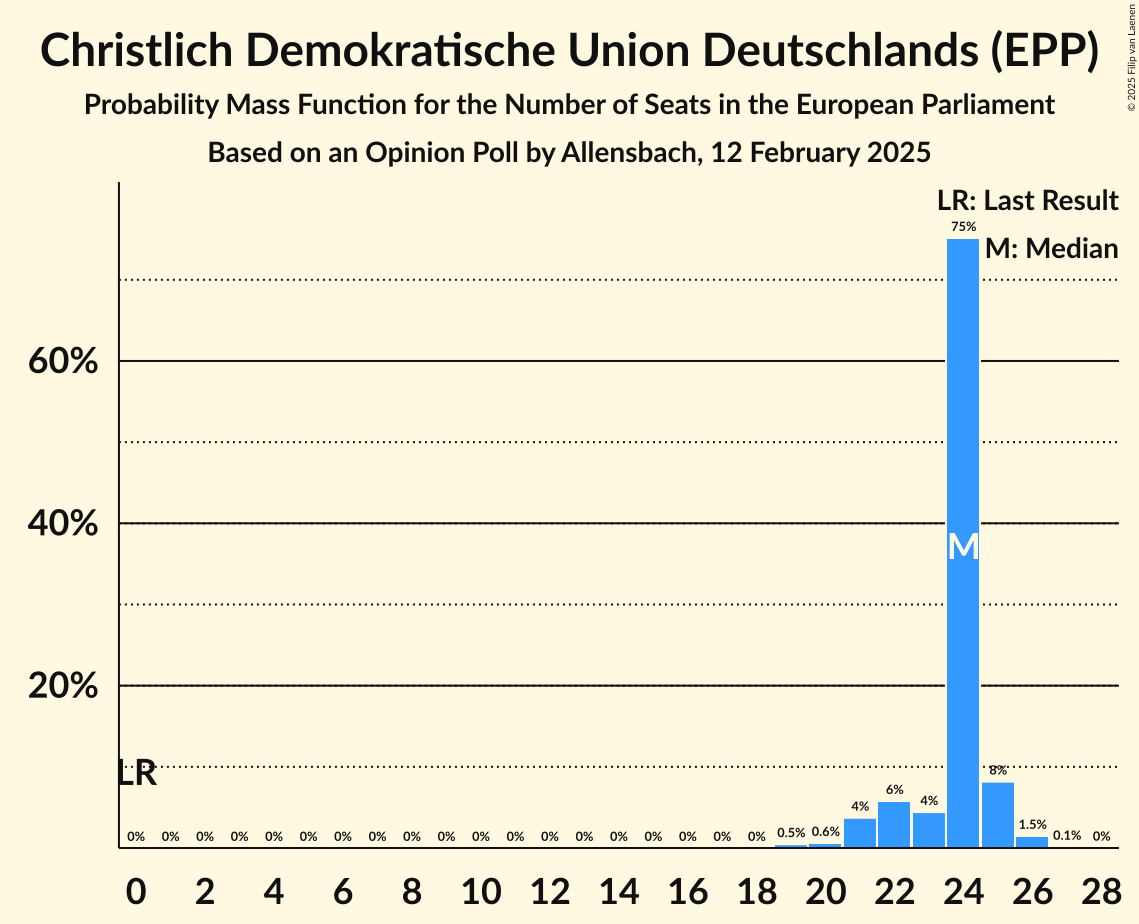 Christlich Demokratische Union Deutschlands (EPP)
Probability Mass Function for the Number of Seats in the European Parliament
Based on an Opinion Poll by Allensbach, 12 February 2025
© 2025 Filip van Laenen
LR: Last Result
M: Median
60%
40%
20%
LR
M
0% 0% 0% 0% 0% 0% 0% 0% 0% 0% 0% 0% 0% 0% 0% 0% 0% 0% 0% 0.5% 0.6% 4% 6% 4% 75% 8% 1.5% 0.1% 0%
0 2 4 6 8 10 12 14 16 18 20 22 24 26 28